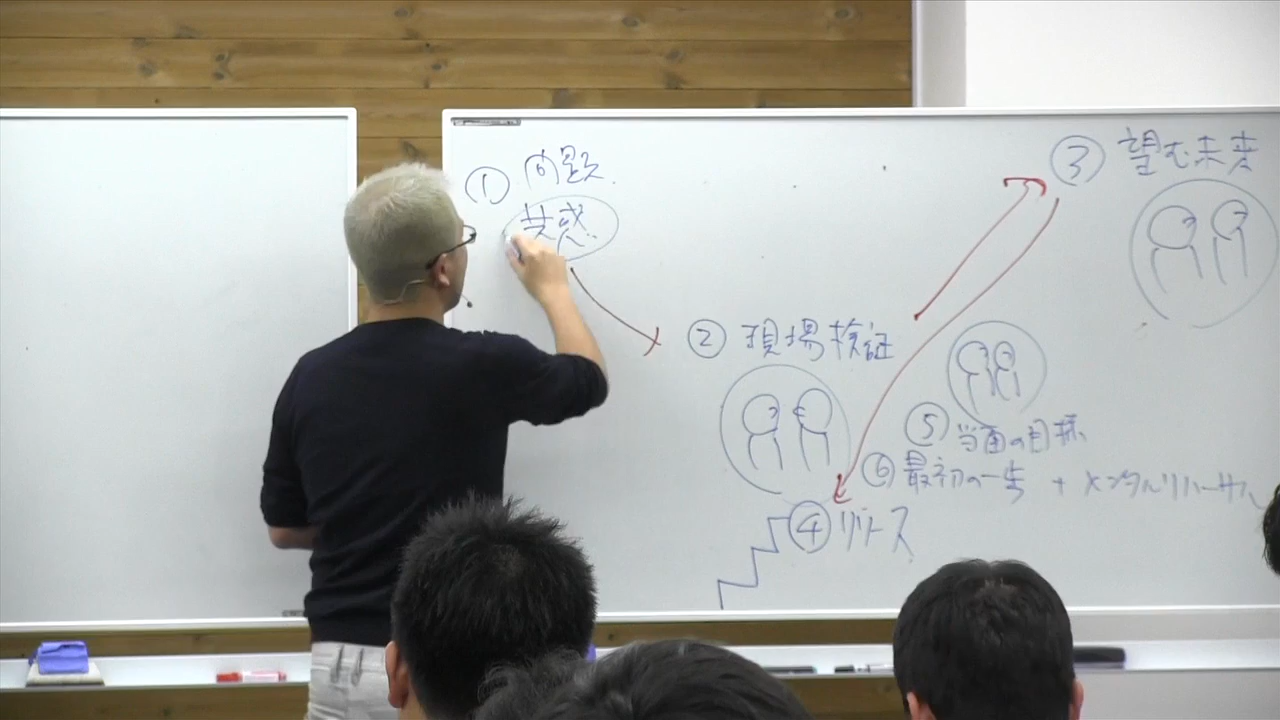 ① 問題
共感
② 現場検証
③ 望む未来
④ リソース
⑤ 当面の目標
⑥ 最初の一歩 + メンタルリハーサル